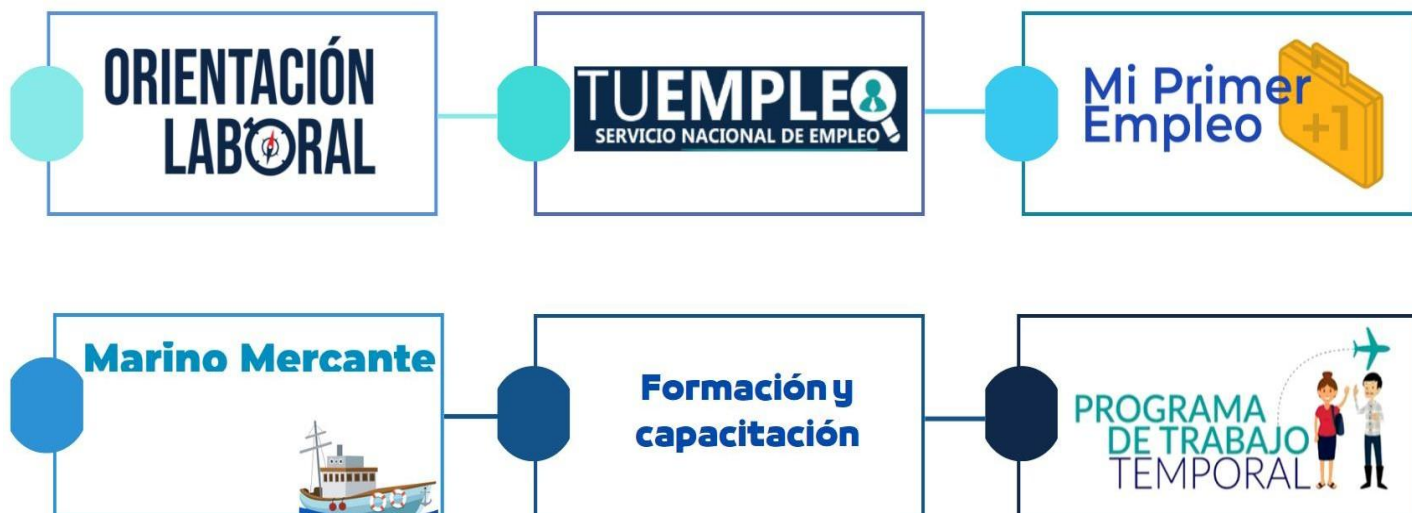 ORIENTACIÓN
LABORAL
TUEMPLEO
SERVICIO NACIONAL DE EMPLEO
Mi Primer
Empleo
+1
Marino Mercante
Formación y
capacitación
PROGRAMA
DE TRABAJO
TEMPORAL